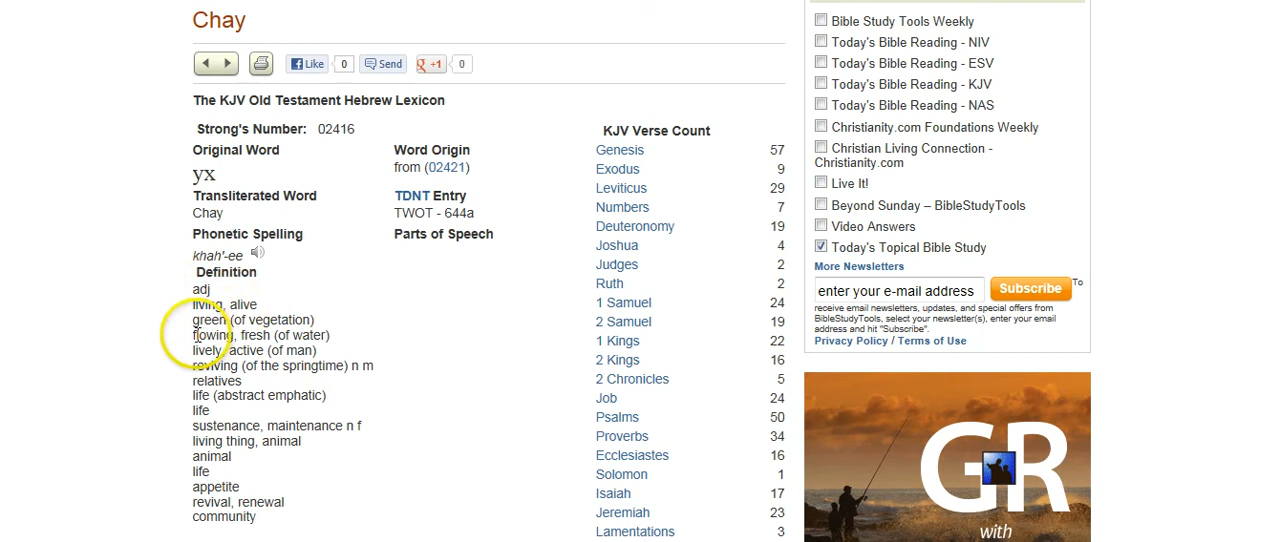 Chay
Like 0 Send +1 0
The KJV Old Testament Hebrew Lexicon
Strong's Number: 02416
Original Word
yx
Transliterated Word
Chay
Phonetic Spelling
khah'-ee
Definition
adj
living, alive
green (of vegetation)
flowing, fresh (of water)
lively, active (of man)
reviving (of the springtime) n m
relatives
life (abstract emphatic)
life
sustenance, maintenance n f
living thing, animal
animal
life
appetite
revival, renewal
community
Word Origin
from (02421)
TDNT Entry
TWOT - 644a
Parts of Speech
KJV Verse Count
Genesis 57
Exodus 9
Leviticus 29
Numbers 7
Deuteronomy 19
Joshua 4
Judges 2
Ruth 2
1 Samuel 24
2 Samuel 19
1 Kings 22
2 Kings 16
2 Chronicles 5
Job 24
Psalms 50
Proverbs 34
Ecclesiastes 16
Solomon 1
Isaiah 17
Jeremiah 23
Lamentations 3
Bible Study Tools Weekly
Today's Bible Reading - NIV
Today's Bible Reading - ESV
Today's Bible Reading - KJV
Today's Bible Reading - NAS
Christianity.com Foundations Weekly
Christian Living Connection -
Christianity.com
Live It!
Beyond Sunday – BibleStudyTools
Video Answers
Today's Topical Bible Study
More Newsletters
enter your e-mail address Subscribe To
receive email newsletters, updates, and special offers from
BibleStudyTools, select your newsletter(s), enter your email
address and hit "Subscribe".
Privacy Policy / Terms of Use
GR
with